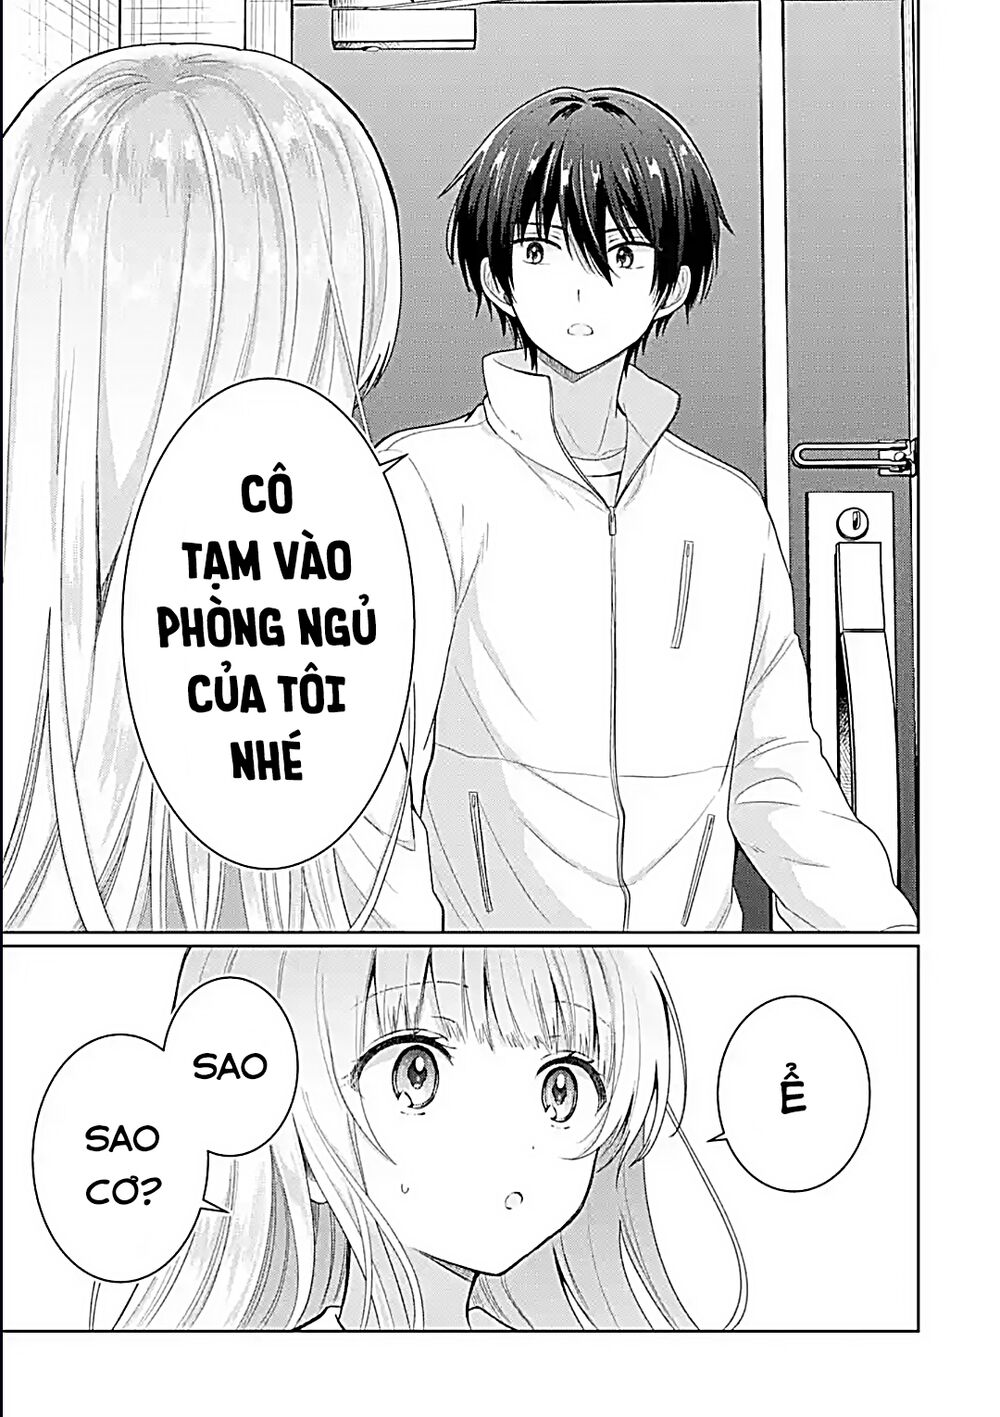 CÔ
TẠM VÀO
PHÒNG NGỦ
CỦA TÔI
NHÉ
Ể
SAO
SAO
CƠ?